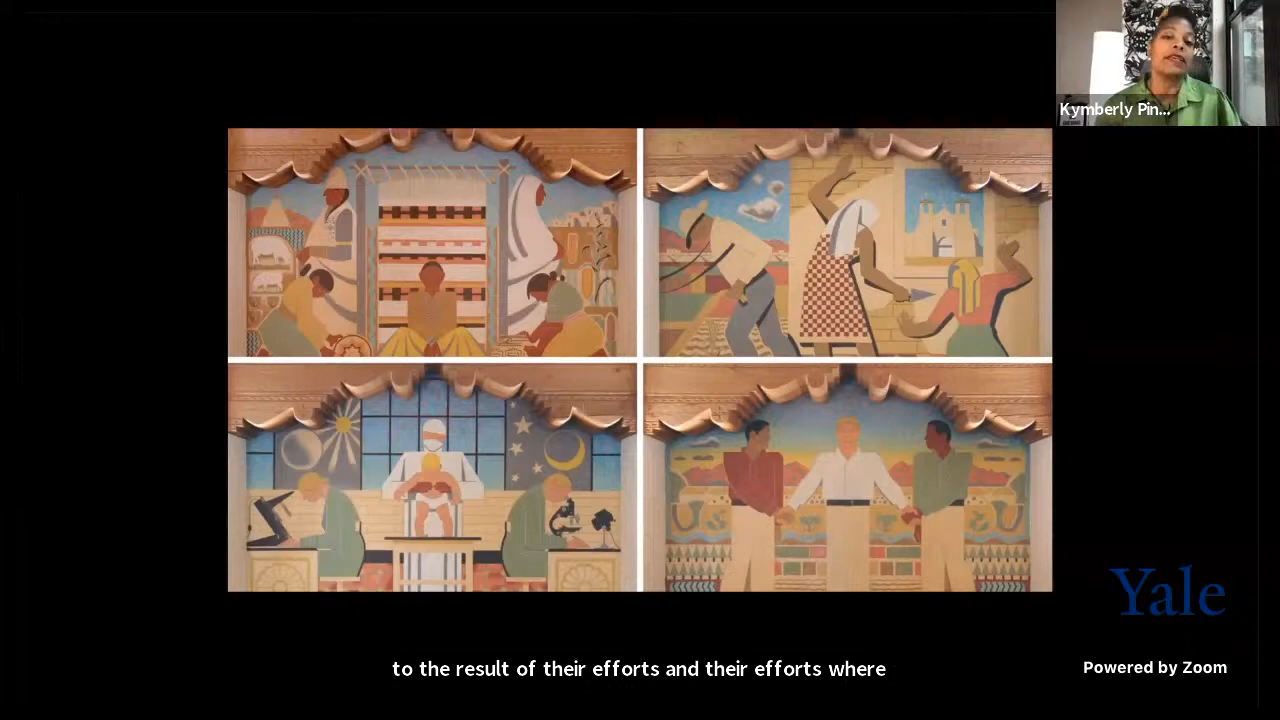 Kymberly Pin...
Yale
to the result of their efforts and their efforts where
Powered by Zoom